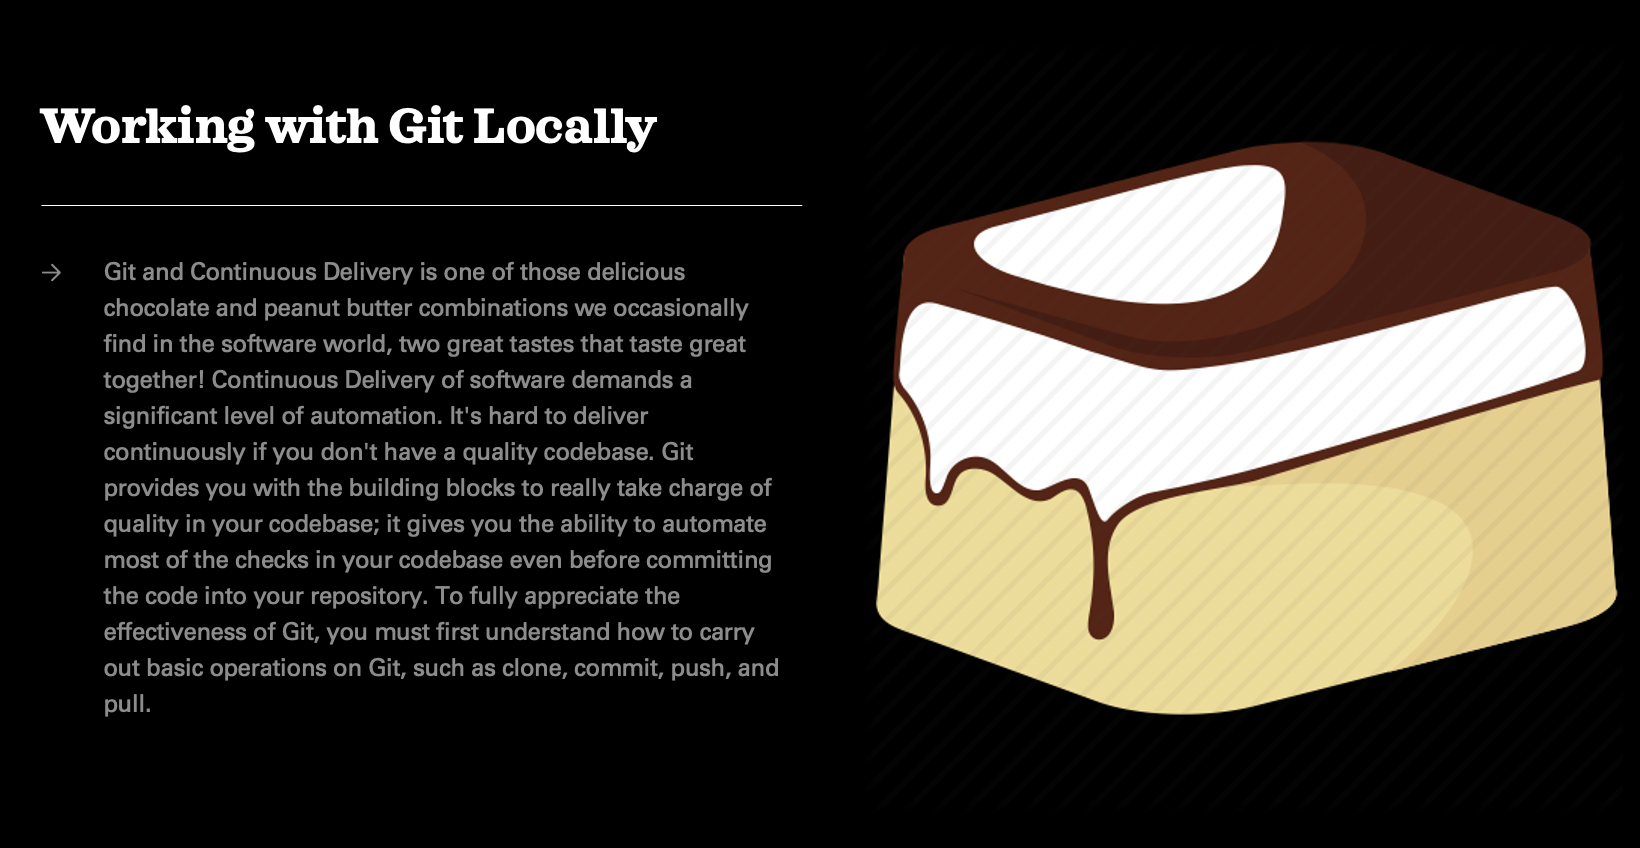 Working with Git Locally
Git and Continuous Delivery is one of those delicious
chocolate and peanut butter combinations we occasionally
find in the software world, two great tastes that taste great
together! Continuous Delivery of software demands a
significant level of automation. It's hard to deliver
continuously if you don't have a quality codebase. Git
provides you with the building blocks to really take charge of
quality in your codebase; it gives you the ability to automate
most of the checks in your codebase even before committing
the code into your repository. To fully appreciate the
effectiveness of Git, you must first understand how to carry
out basic operations on Git, such as clone, commit, push, and
pull.